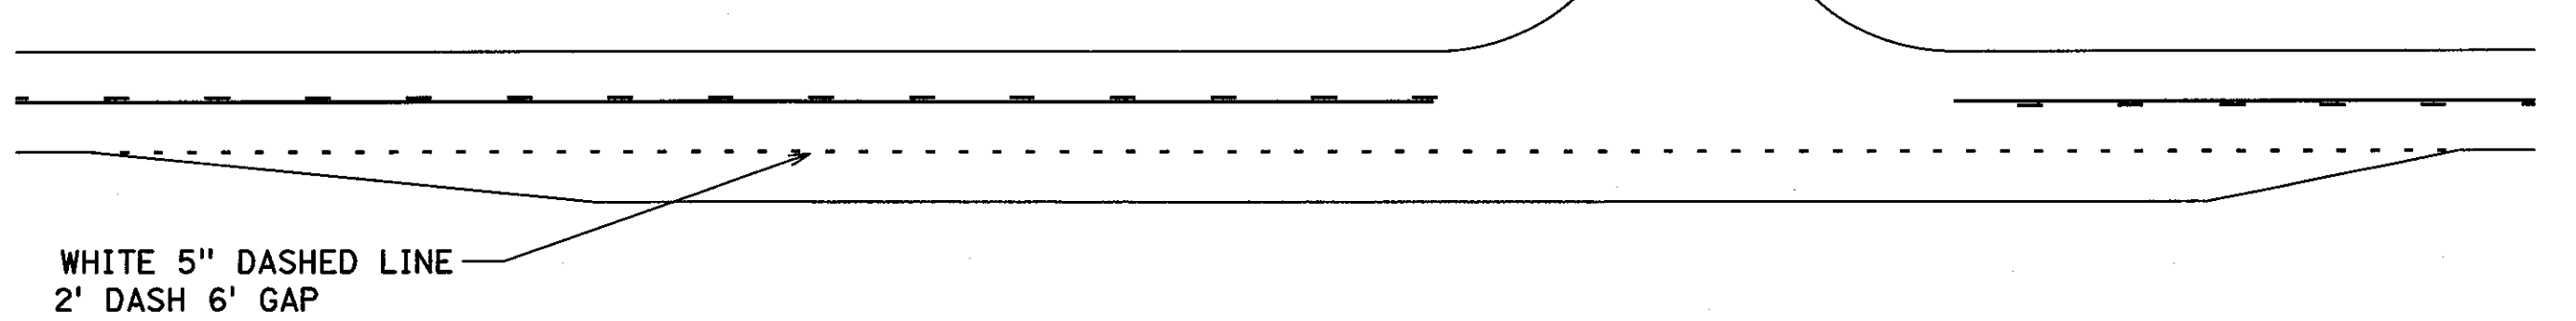 WHITE 5" DASHED LINE
2' DASH 6' GAP